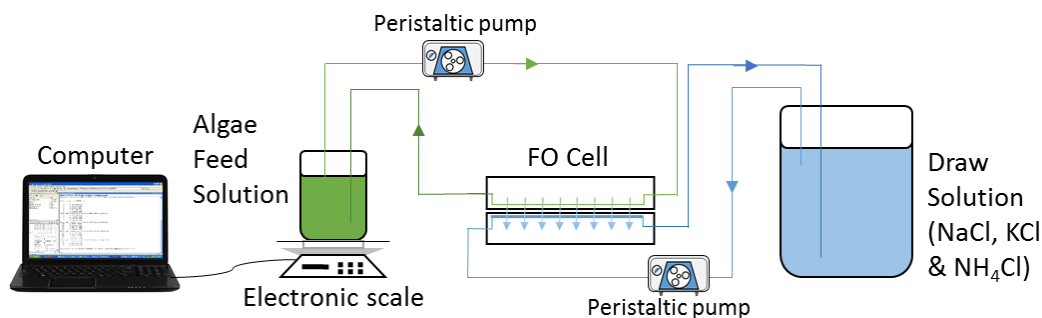 Peristaltic pump
Algae
Feed
Solution
Computer
FO Cell
Draw
Solution
(NaCl, KCl
& NH₄Cl)
Electronic scale
Peristaltic pump